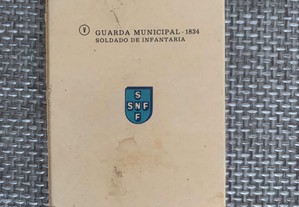 1 GUARDA MUNICIPAL - 1834
SOLDADO DE INFANTARIA
S
SNF
F